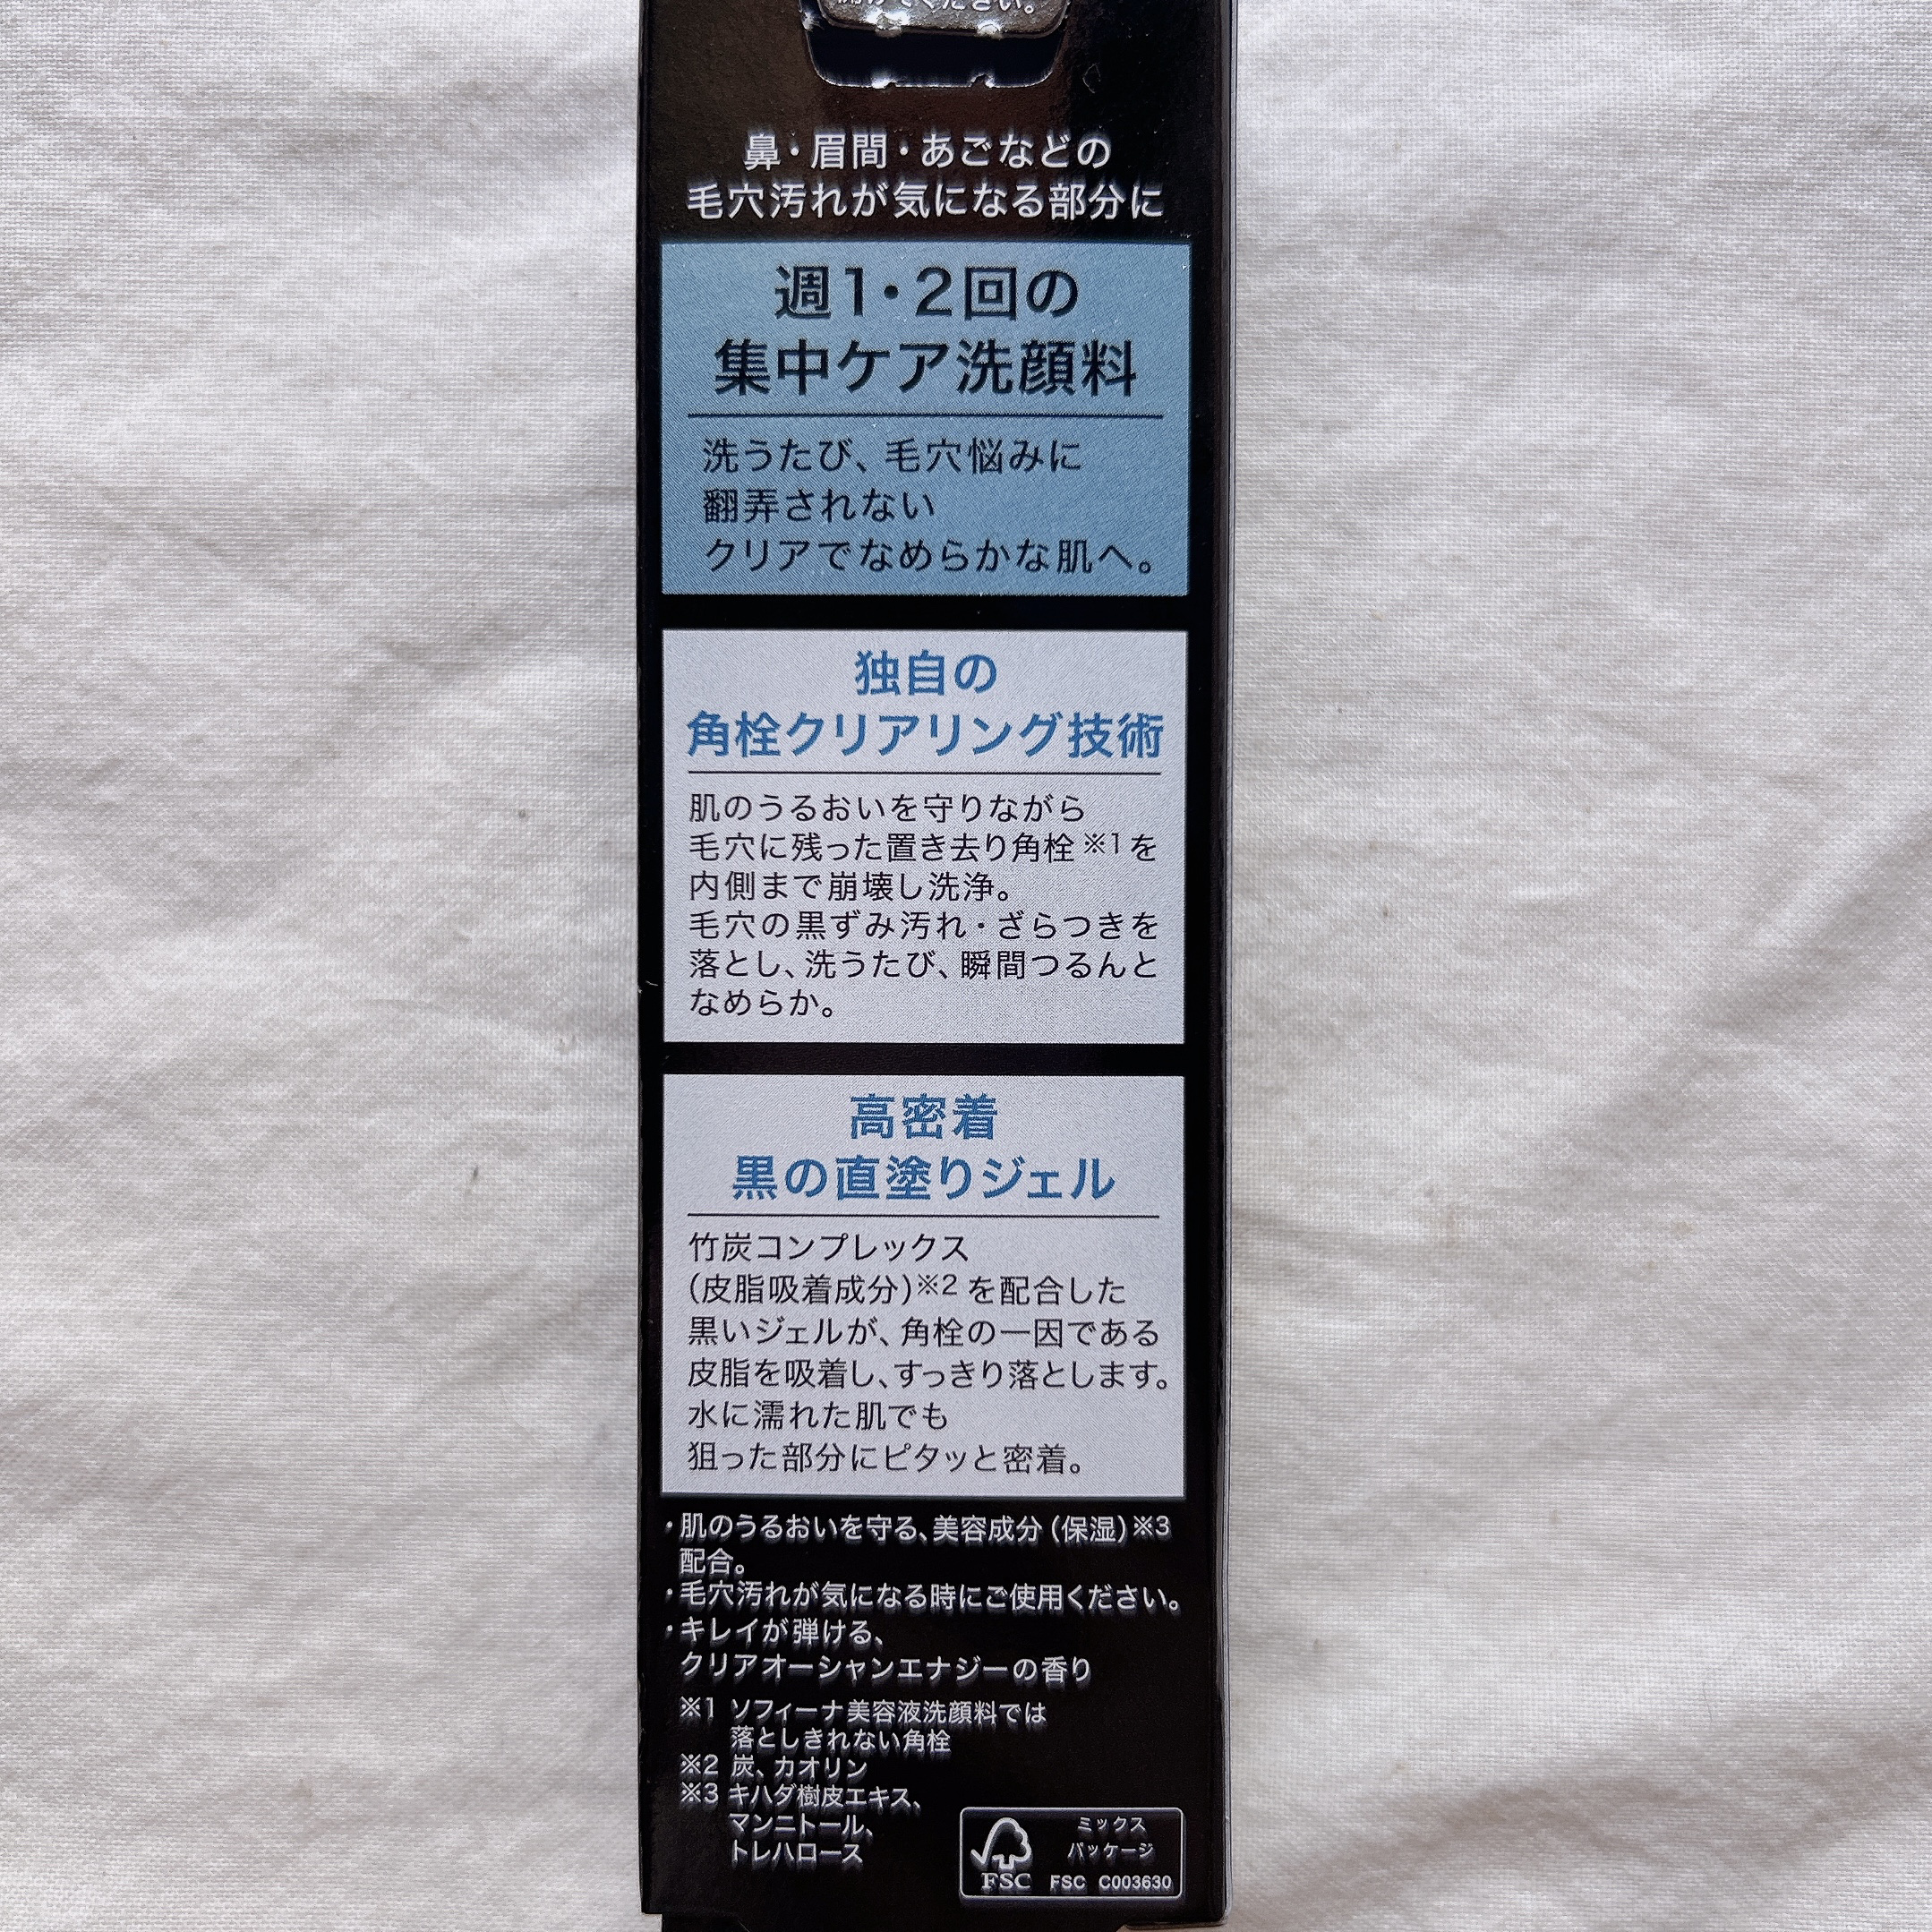 鼻・眉間・あごなどの
毛穴汚れが気になる部分に
週1・2回の
集中ケア洗顔料
洗うたび、毛穴悩みに
翻弄されない
クリアでなめらかな肌へ。
独自の
角栓クリアリング技術
肌のうるおいを守りながら
毛穴に残った置き去り角栓※1を
内側まで崩壊し洗浄。
毛穴の黒ずみ汚れ・ざらつきを
落とし、洗うたび、瞬間つるんと
なめらか。
高密着
黒の直塗りジェル
竹炭コンプレックス
(皮脂吸着成分)※2 を配合した
黒いジェルが、角栓の一因である
皮脂を吸着し、すっきり落とします。
水に濡れた肌でも
狙った部分にピタッと密着。
・肌のうるおいを守る、美容成分(保湿)※3
配合。
・毛穴汚れが気になる時にご使用ください。
・キレイが弾ける、
クリアオーシャンエナジーの香り
※1 ソフィーナ美容液洗顔料では
落としきれない角栓
※2 炭、カオリン
※3 キハダ樹皮エキス、
マンニトール、
トレハロース
ミックス
パッケージ
FSC FSC C003630